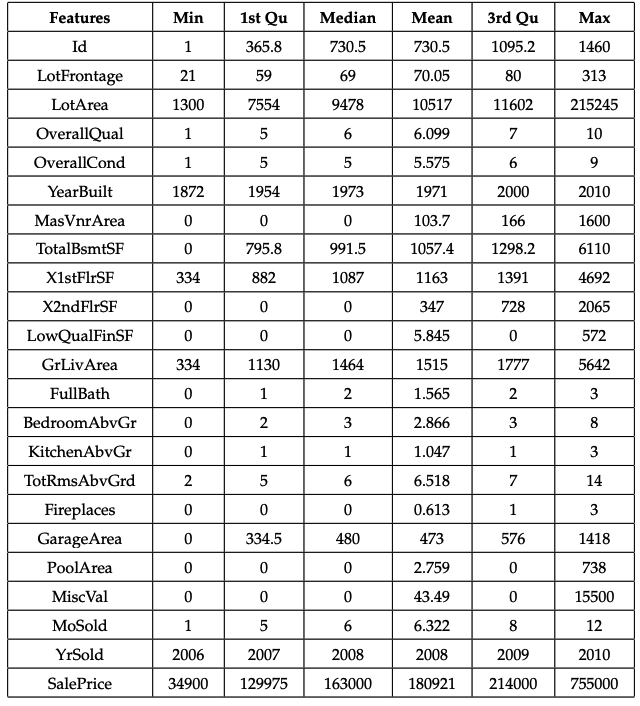 Features Min 1st Qu Median Mean 3rd Qu Max
Id 1 365.8 730.5 730.5 1095.2 1460
LotFrontage 21 59 69 70.05 80 313
LotArea 1300 7554 9478 10517 11602 215245
OverallQual 1 5 6 6.099 7 10
OverallCond 1 5 5 5.575 6 9
YearBuilt 1872 1954 1973 1971 2000 2010
MasVnrArea 0 0 0 103.7 166 1600
TotalBsmtSF 0 795.8 991.5 1057.4 1298.2 6110
X1stFlrSF 334 882 1087 1163 1391 4692
X2ndFlrSF 0 0 0 347 728 2065
LowQualFinSF 0 0 0 5.845 0 572
GrLivArea 334 1130 1464 1515 1777 5642
FullBath 0 1 2 1.565 2 3
BedroomAbvGr 0 2 3 2.866 3 8
KitchenAbvGr 0 1 1 1.047 1 3
TotRmsAbvGrd 2 5 6 6.518 7 14
Fireplaces 0 0 0 0.613 1 3
GarageArea 0 334.5 480 473 576 1418
PoolArea 0 0 0 2.759 0 738
MiscVal 0 0 0 43.49 0 15500
MoSold 1 5 6 6.322 8 12
YrSold 2006 2007 2008 2008 2009 2010
SalePrice 34900 129975 163000 180921 214000 755000